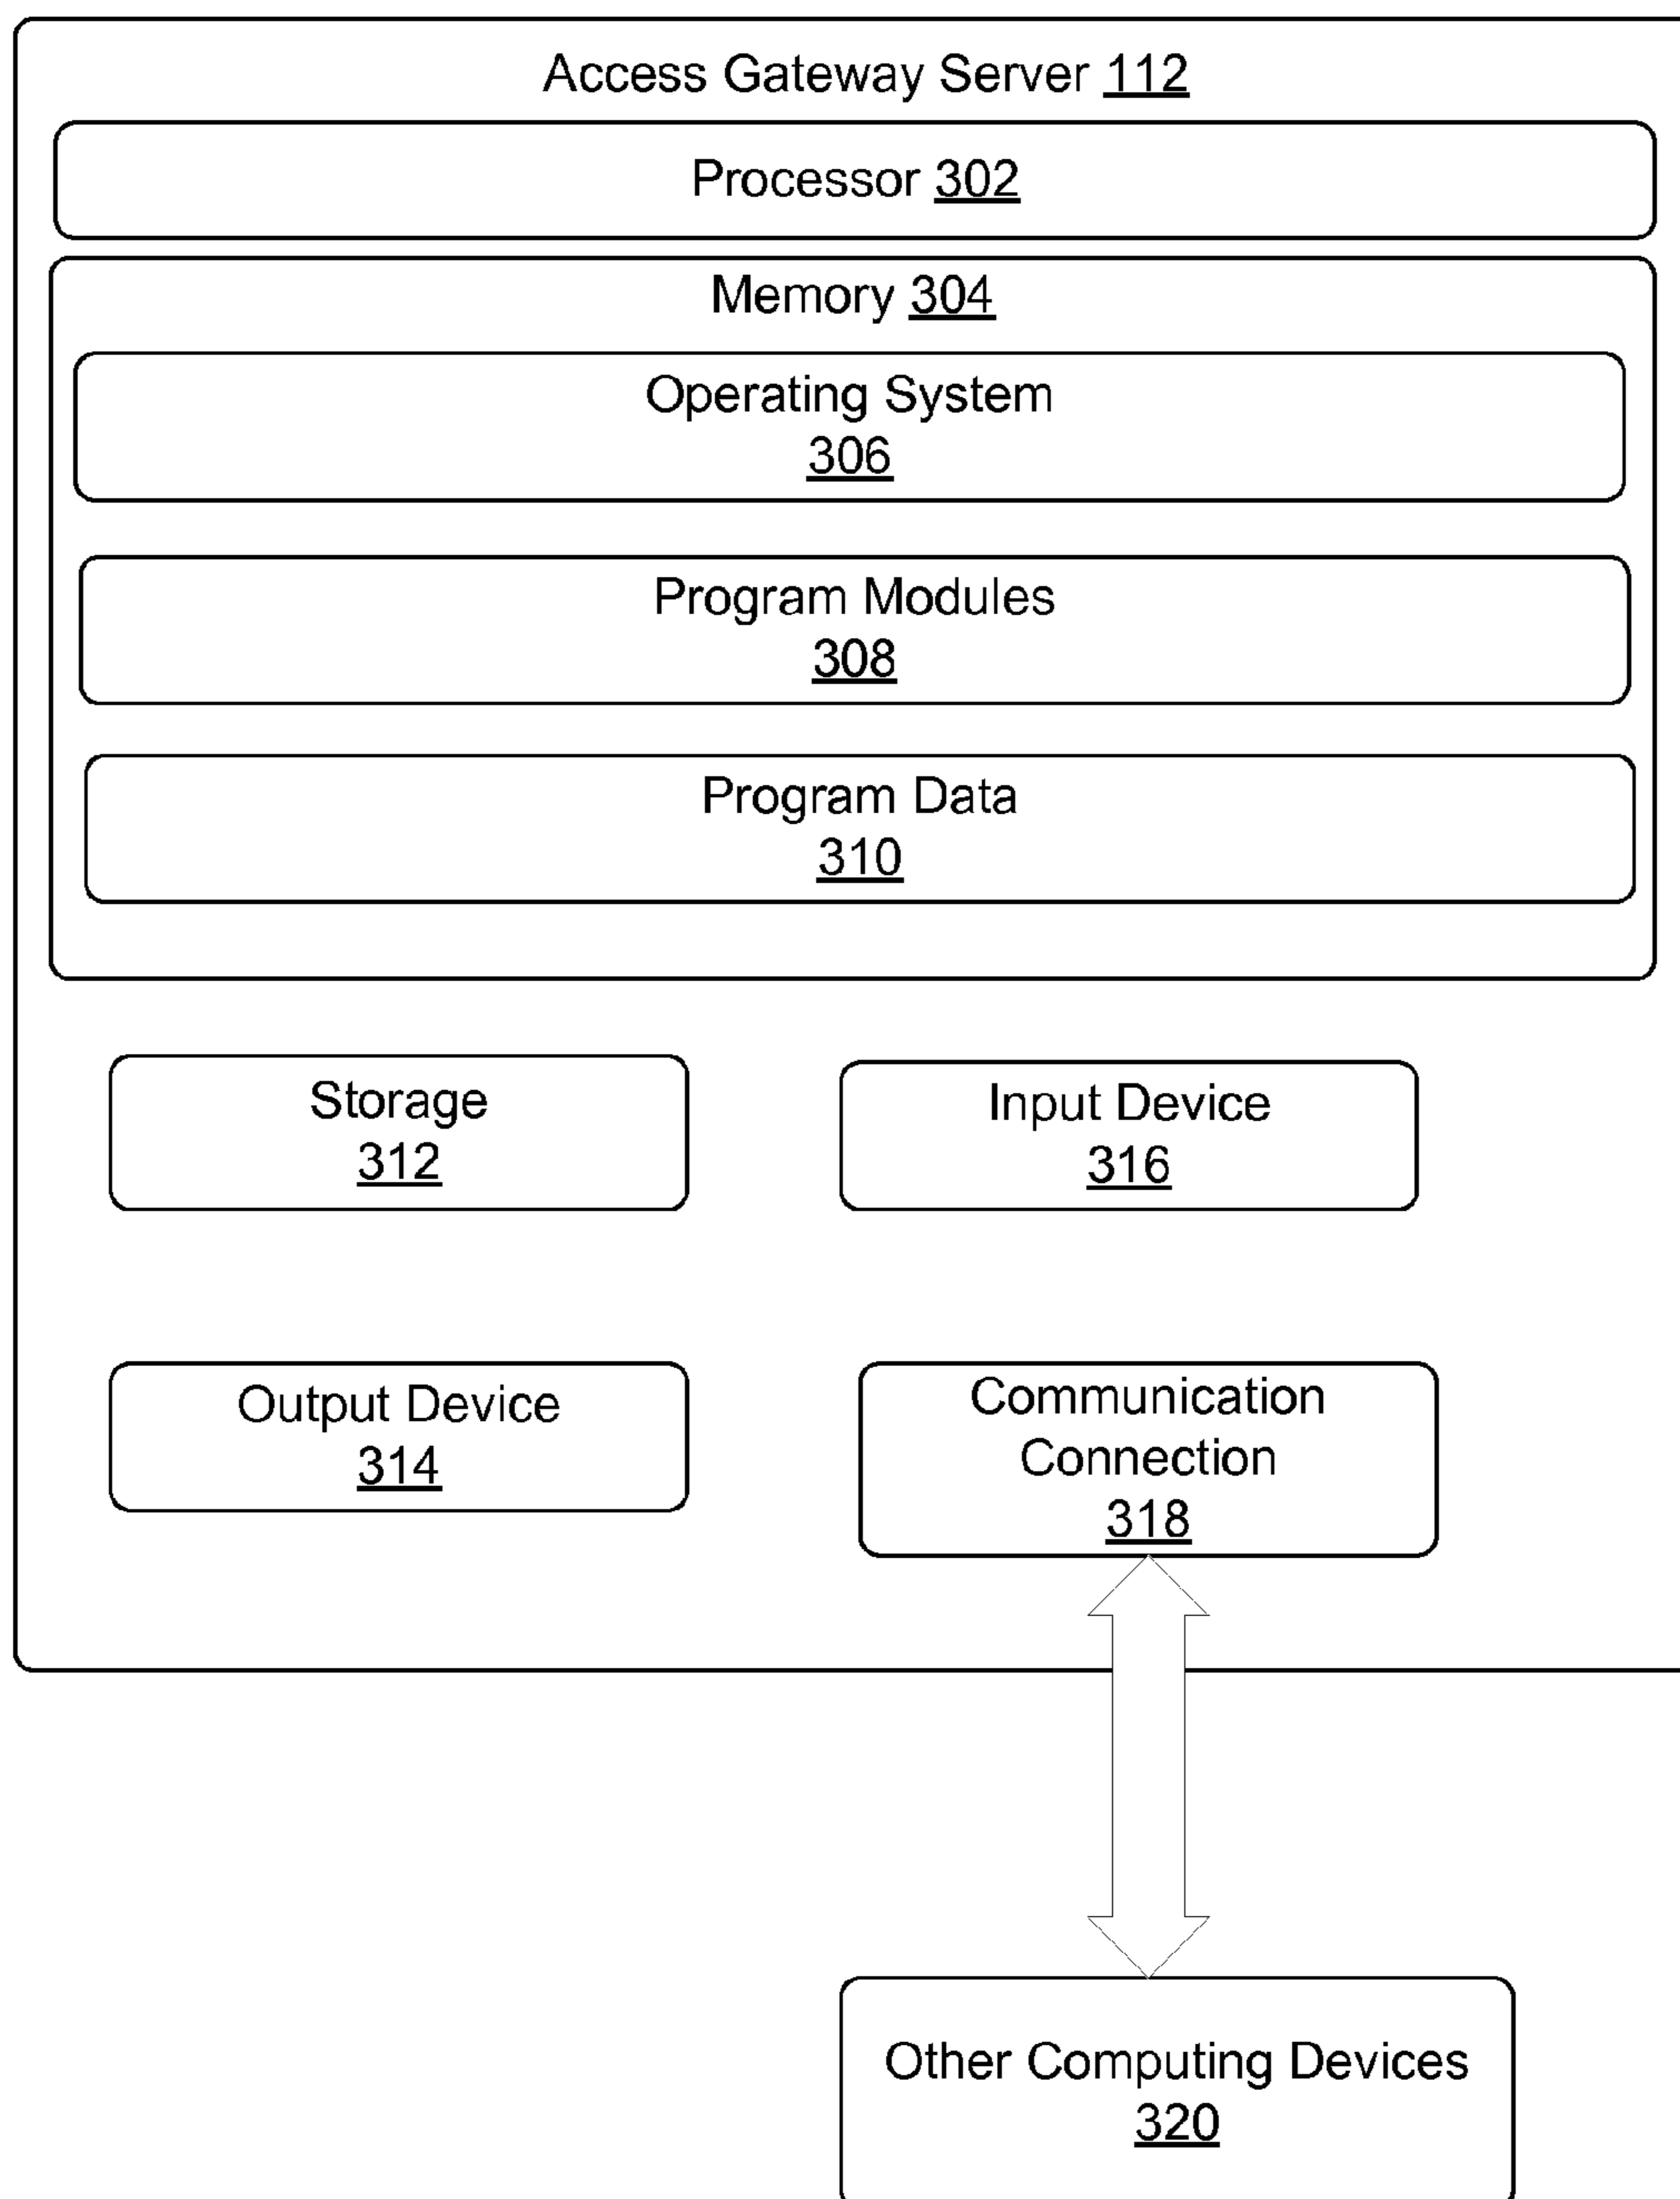 Access Gateway Server 112
Processor 302
Memory 304
Operating System
306
Program Modules
308
Program Data
310
Storage
312
Input Device
316
Output Device
314
Communication
Connection
318
Other Computing Devices
320